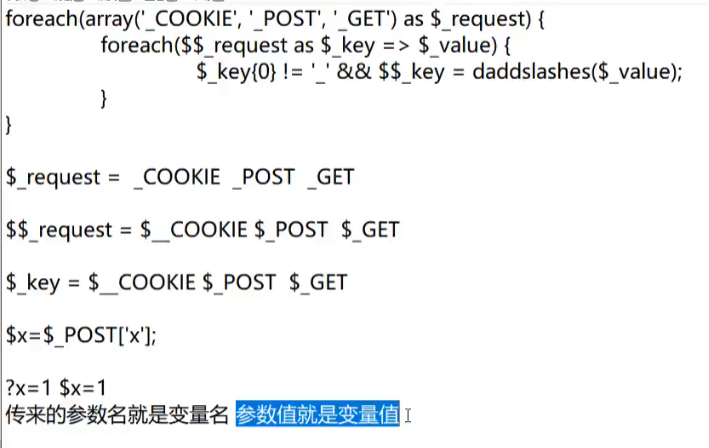 foreach(array('_COOKIE', '_POST', '_GET') as $_request) {
foreach($$_request as $_key => $_value) {
$_key{0} != '_' && $$_key = daddslashes($_value);
}
}
$_request = _COOKIE _POST _GET
$$_request = $__COOKIE $_POST $_GET
$_key = $__COOKIE $_POST $_GET
$x=$_POST['x'];
?x=1 $x=1
传来的参数名就是变量名 参数值就是变量值